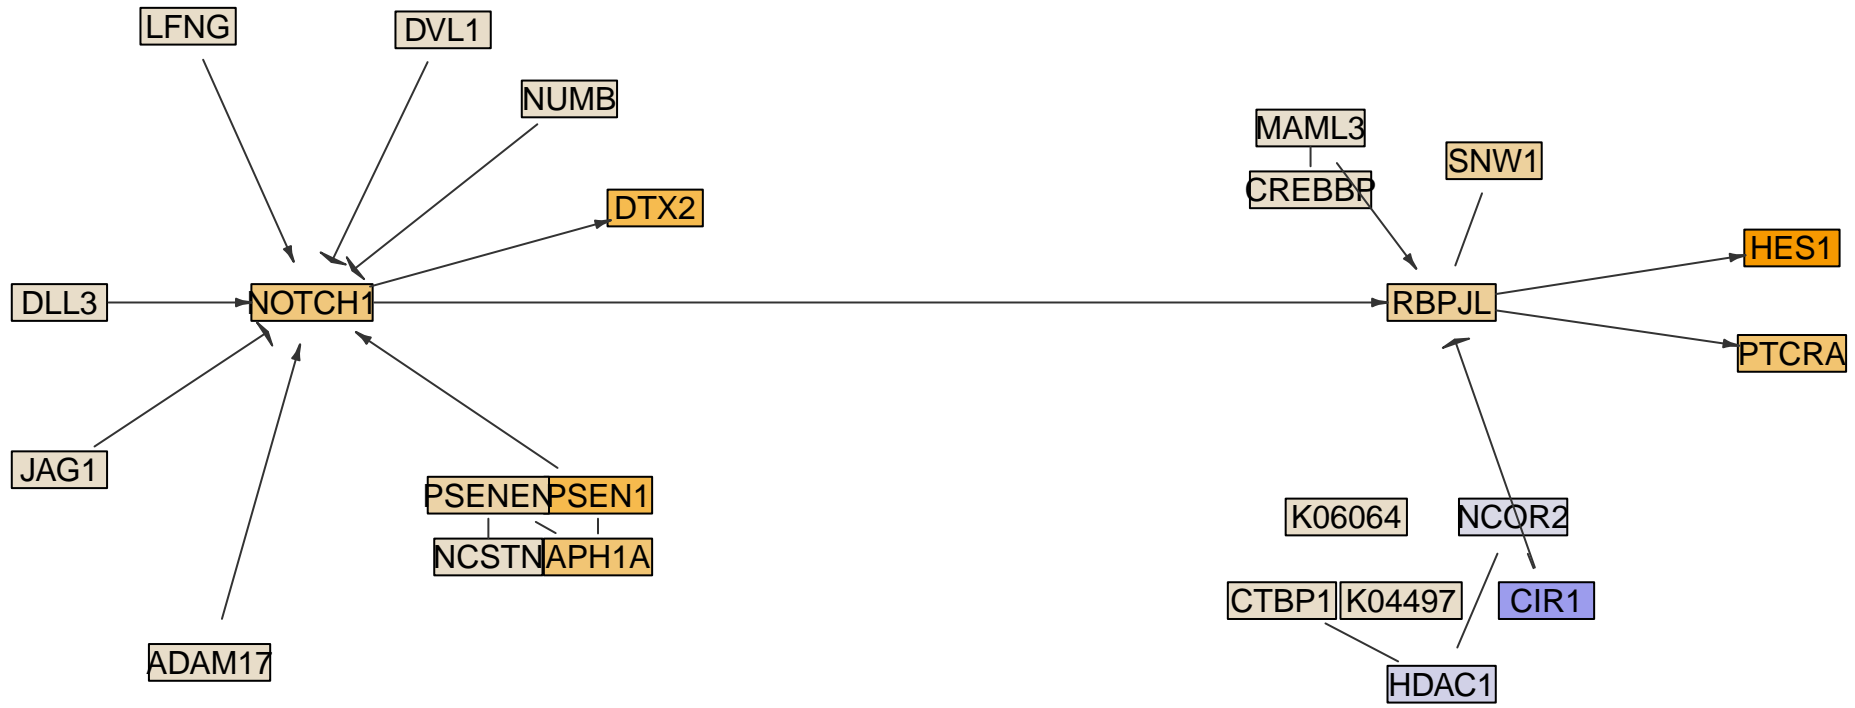 LFNG
DVL1
NUMB
MAML3
SNW1
CREBBP
DTX2
HES1
DLL3
NOTCH1
RBPJL
PTCRA
JAG1
PSENEN
PSEN1
K06064
NCOR2
NCSTN
APH1A
CTBP1
K04497
CIR1
ADAM17
HDAC1